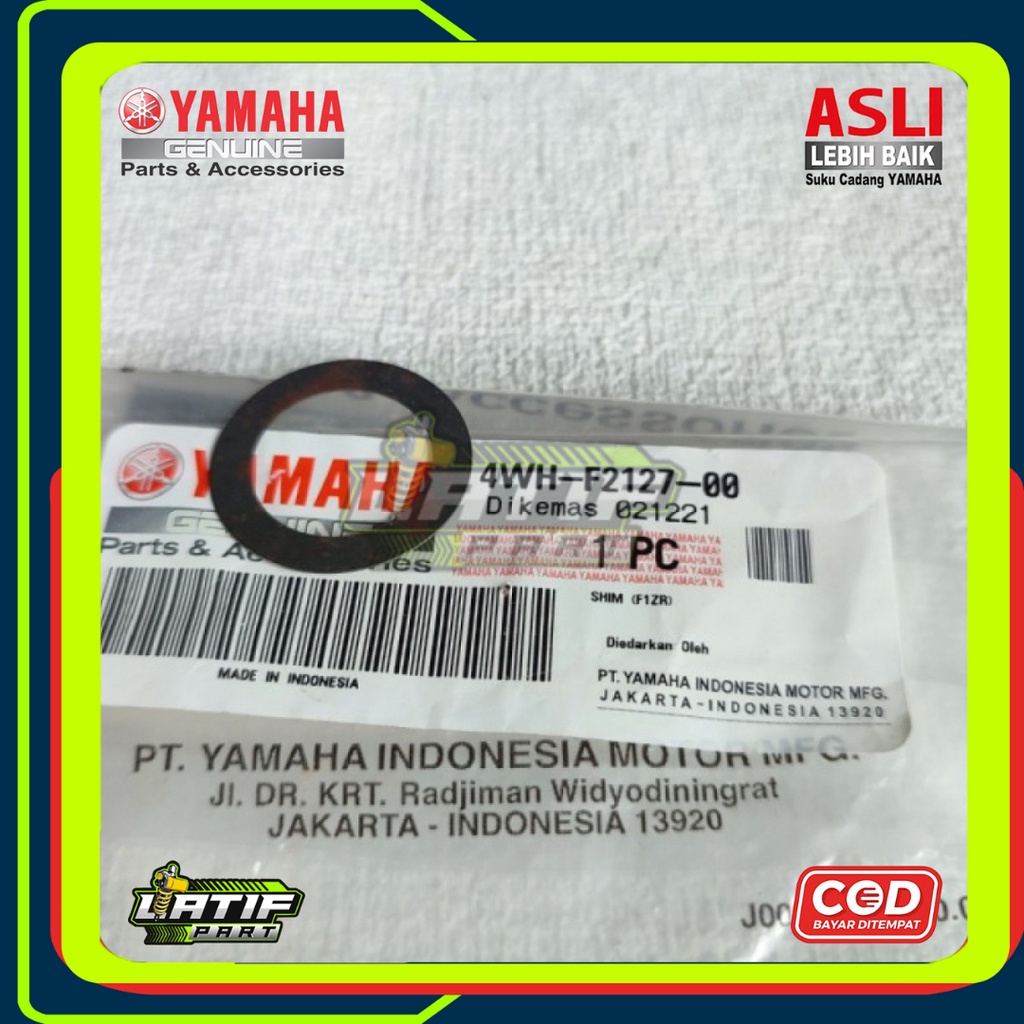 YAMAHA
GENUINE
Parts & Accessories
ASLI
LEBIH BAIK
Suku Cadang YAMAHA
YAMAHA
4WH-F2127-00
Dikemas 021221
1 PC
SHIM (F1ZR)
Diedarkan Oleh
PT. YAMAHA INDONESIA MOTOR MFG.
JAKARTA - INDONESIA 13920
Parts &
MADE IN INDONESIA
PT. YAMAHA INDONESIA MOTOR MFG.
Jl. DR. KRT. Radjiman Widyodiningrat
JAKARTA - INDONESIA 13920
LATIF
PART
COD
BAYAR DITEMPAT